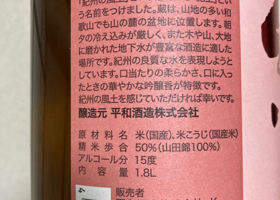 「紀州の風土」
いう名前をつけました。蔵は、山地の多い和
歌山でも山の麓の盆地に位置します。朝
夕の冷え込みが厳し、また木や山、大地
に磨かれた地下水が豊富な酒造に適した
場所です。紀州の良質な水を表現しようと
しています。口当たりの柔らかさ、口に入っ
たときの華やかな吟醸香が特徴です。
紀州の風土を感じていただければ幸いです。
醸造元 平和酒造株式会社
原材料名 米(国産)、米こうじ(国産米)
精米歩合 50%(山田錦100%)
アルコール分 15度
内容量 1.8L
販売者